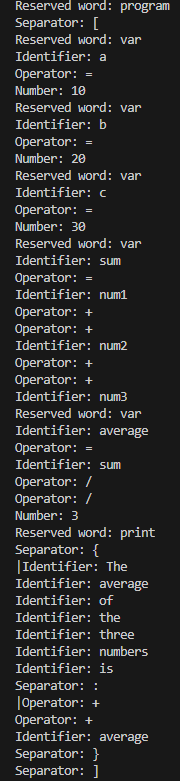 Reserved word: program
Separator: [
Reserved word: var
Identifier: a
Operator: =
Number: 10
Reserved word: var
Identifier: b
Operator: =
Number: 20
Reserved word: var
Identifier: c
Operator: =
Number: 30
Reserved word: var
Identifier: sum
Operator: =
Identifier: num1
Operator: +
Operator: +
Identifier: num2
Operator: +
Operator: +
Identifier: num3
Reserved word: var
Identifier: average
Operator: =
Identifier: sum
Operator: /
Operator: /
Number: 3
Reserved word: print
Separator: {
|Identifier: The
Identifier: average
Identifier: of
Identifier: the
Identifier: three
Identifier: numbers
Identifier: is
Separator: :
|Operator: +
Operator: +
Identifier: average
Separator: }
Separator: ]